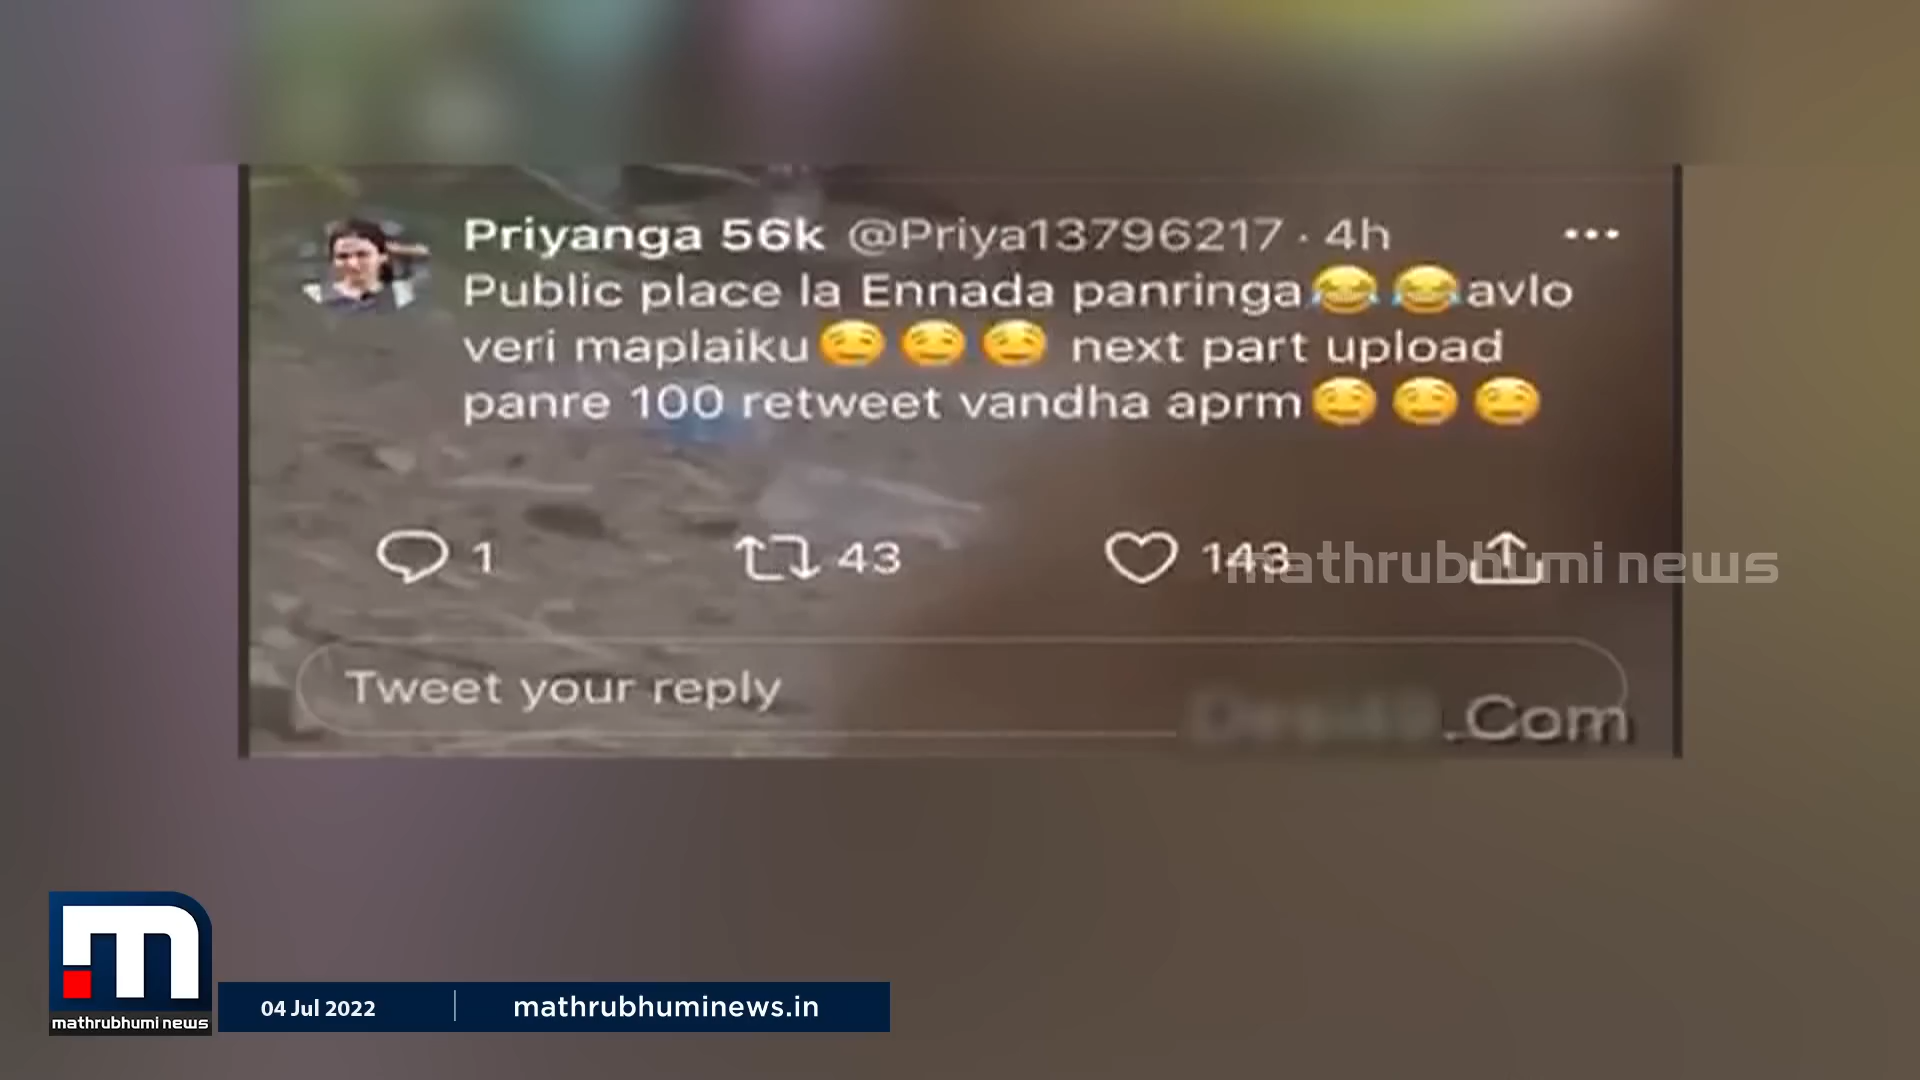 Priyanga 56k @Priya13796217 · 4h
Public place la Ennada panringa😂😂avlo
veri maplaiku🤤🤤🤤 next part upload
panre 100 retweet vandha aprm🤤🤤🤤
1 43 143
mathrubhumi news
Tweet your reply
.Com
mathrubhumi news
04 Jul 2022 | mathrubhuminews.in